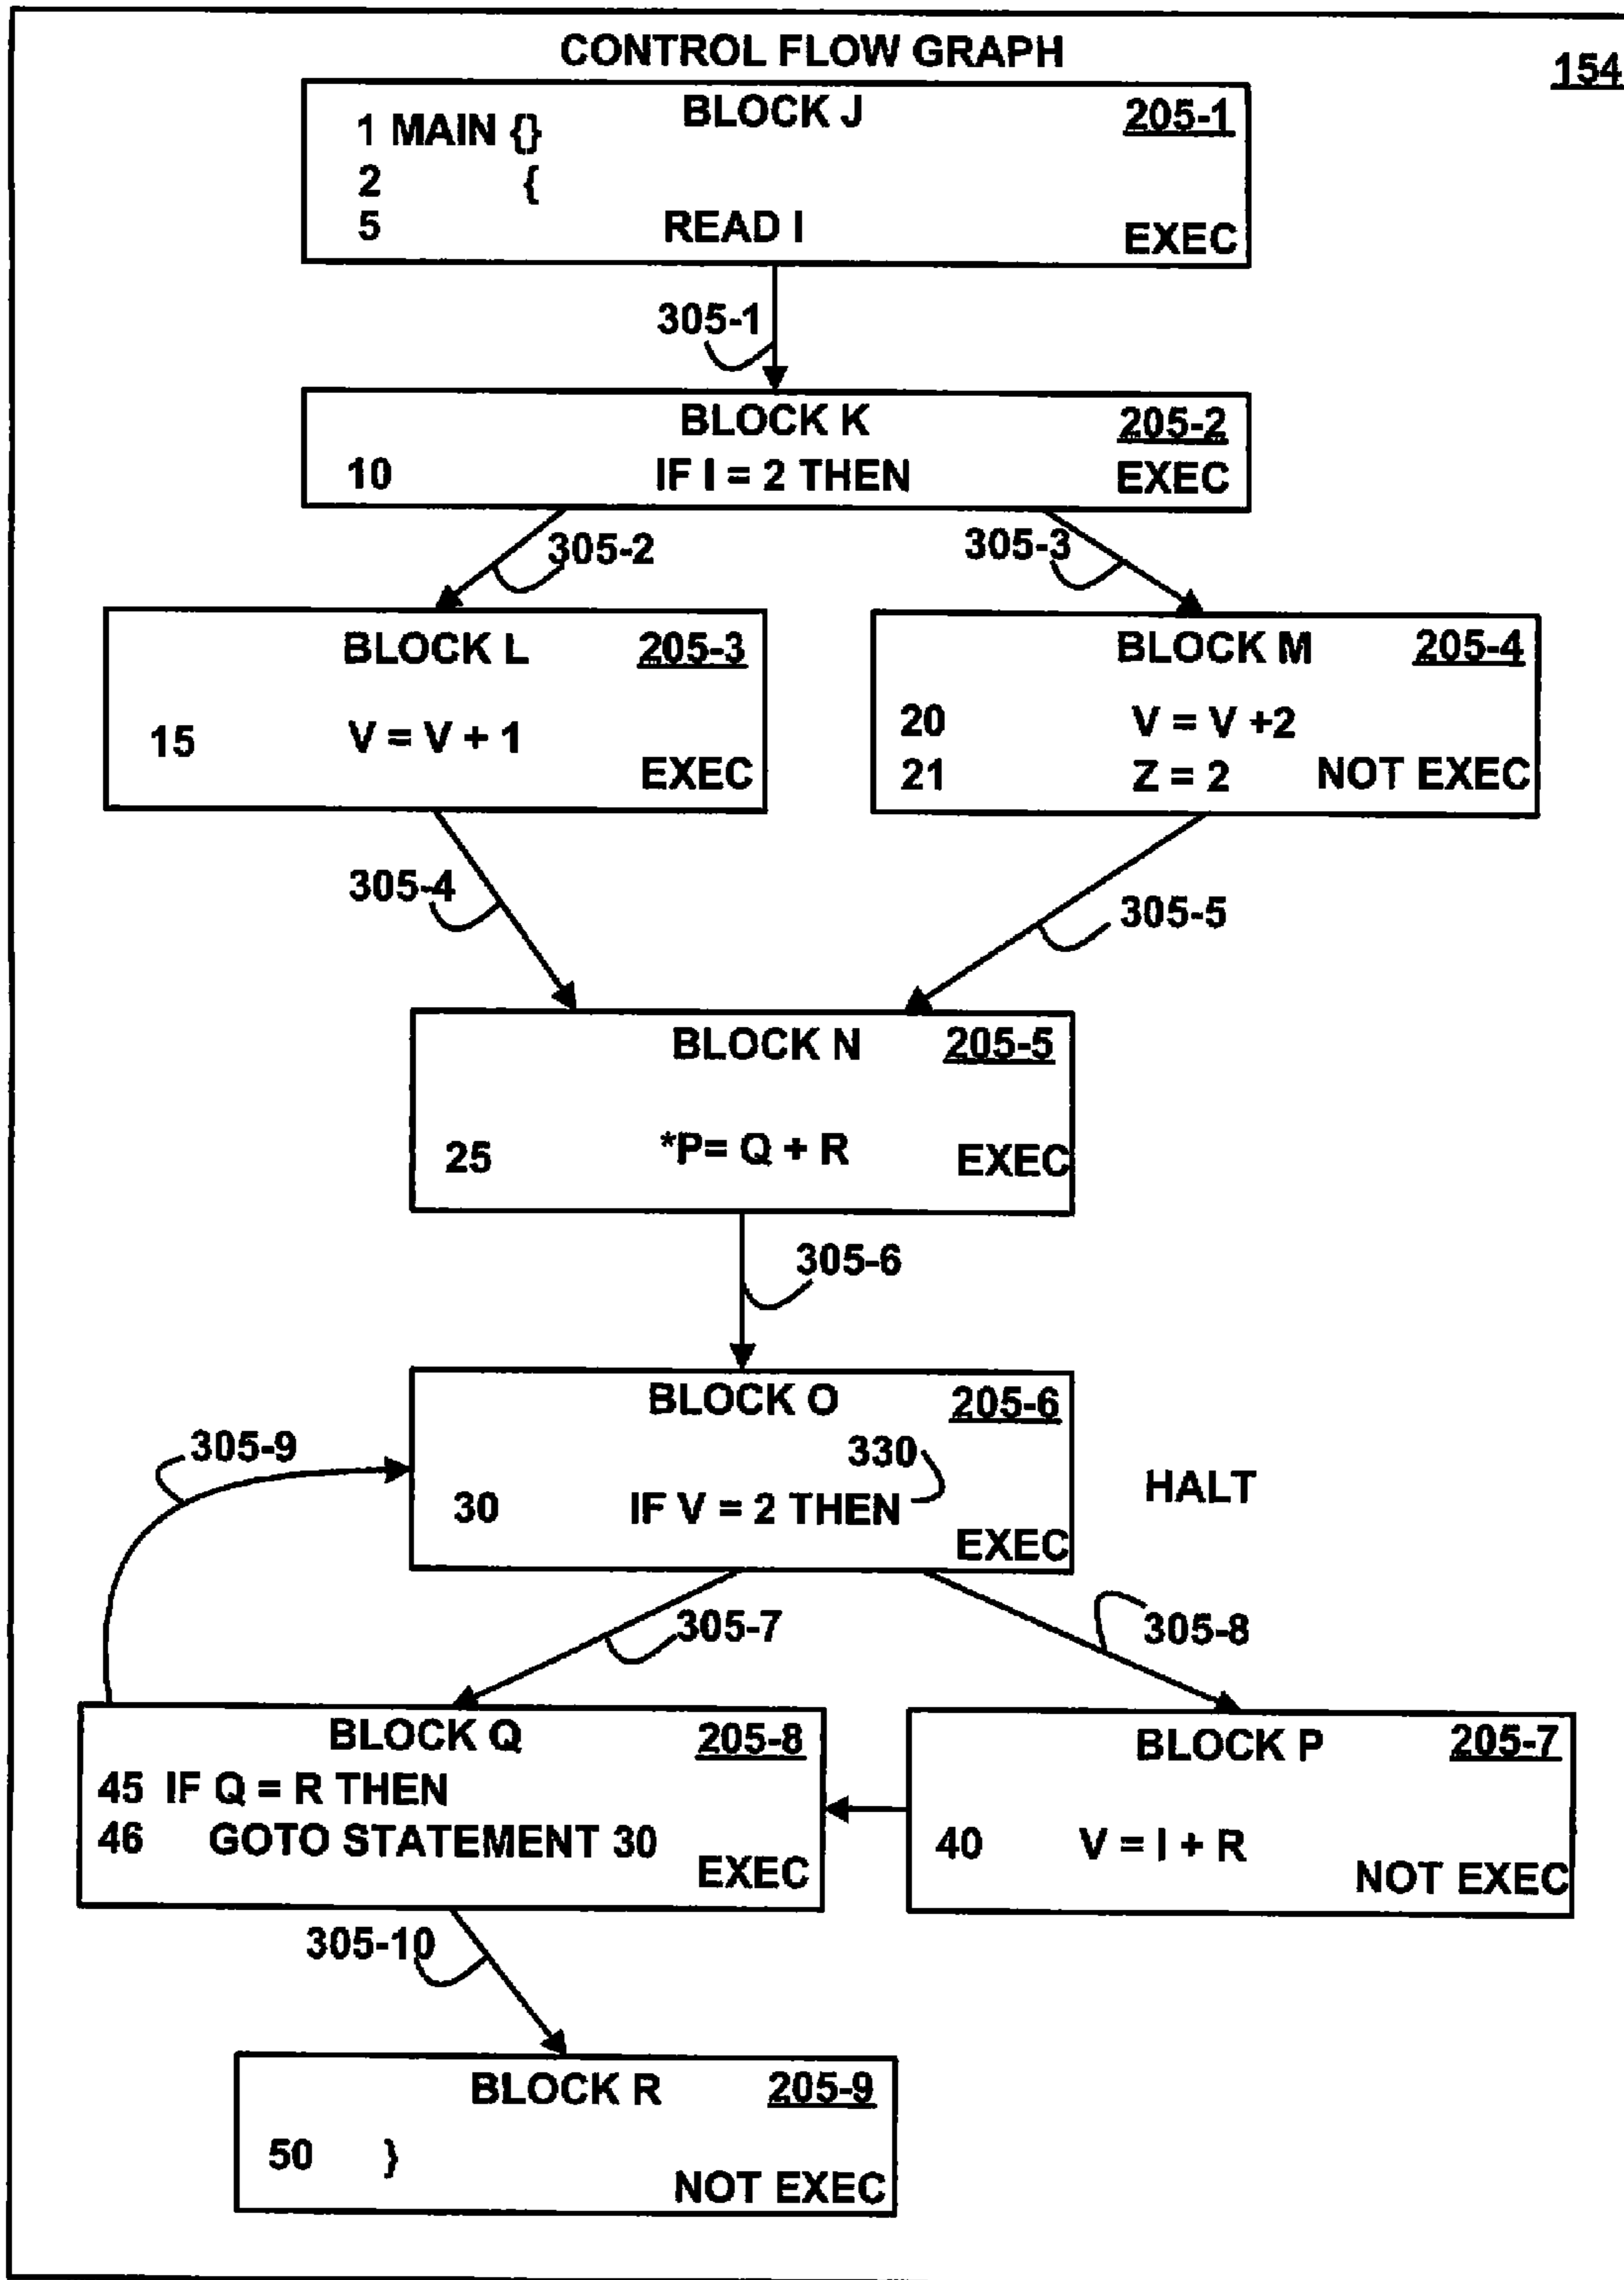 CONTROL FLOW GRAPH
154
BLOCK J 205-1
1 MAIN {}
2 {
5 READ I EXEC
305-1
BLOCK K 205-2
10 IF I = 2 THEN EXEC
305-2 305-3
BLOCK L 205-3
15 V = V + 1
EXEC
BLOCK M 205-4
20 V = V +2
21 Z = 2 NOT EXEC
305-4
305-5
BLOCK N 205-5
25 *P= Q + R EXEC
305-6
BLOCK O 205-6
305-9
330
30 IF V = 2 THEN
EXEC
HALT
305-7 305-8
BLOCK Q 205-8
45 IF Q = R THEN
46 GOTO STATEMENT 30
EXEC
BLOCK P 205-7
40 V = I + R
NOT EXEC
305-10
BLOCK R 205-9
50 }
NOT EXEC